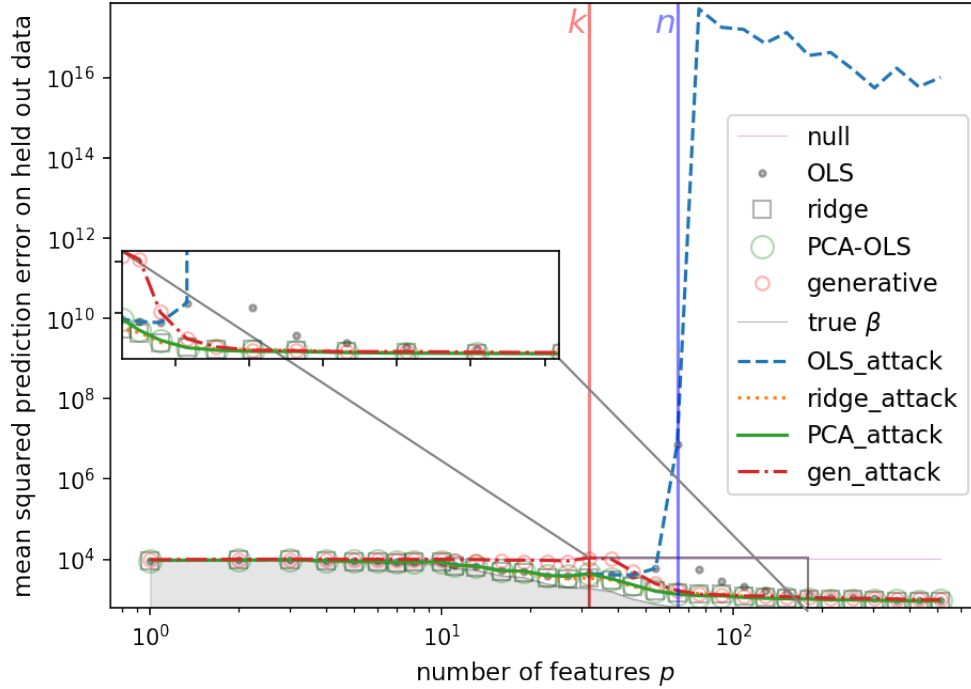 k
n
10^16
10^14
10^12
10^10
10^8
10^6
10^4
mean squared prediction error on held out data
null
OLS
ridge
PCA-OLS
generative
true β
OLS_attack
ridge_attack
PCA_attack
gen_attack
10^0
10^1
10^2
number of features p